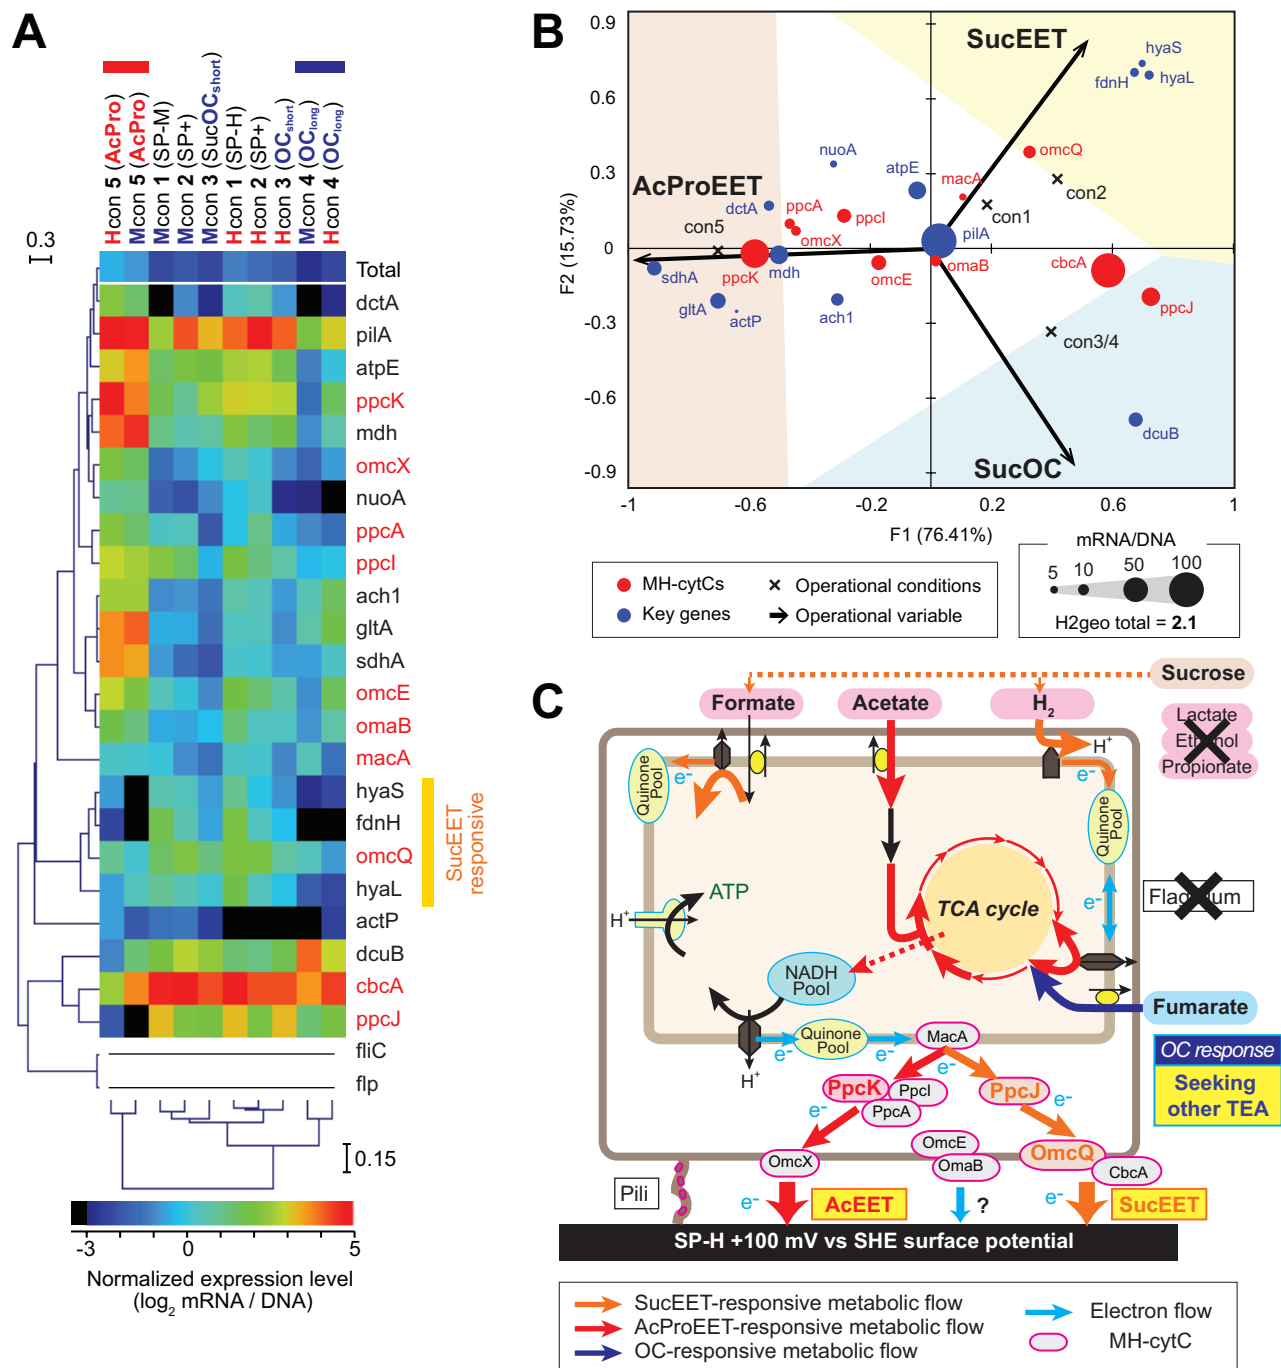 A
Hcon 5 (AcPro)
Mcon 5 (AcPro)
Mcon 1 (SP-M)
Mcon 2 (SP+)
Mcon 3 (SucOCshort)
Hcon 1 (SP-H)
Hcon 2 (SP+)
Hcon 3 (OCshort)
Mcon 4 (OClong)
Hcon 4 (OClong)
0.3
Total
dctA
pilA
atpE
ppcK
mdh
omcX
nuoA
ppcA
ppcI
ach1
gltA
sdhA
omcE
omaB
macA
hyaS
fdnH
omcQ
hyaL
actP
dcuB
cbcA
ppcJ
fliC
flp
SucEET
responsive
0.15
-3 0 5
Normalized expression level
(log2 mRNA / DNA)
B
0.9
0.6
0.3
0
-0.3
-0.6
-0.9
F2 (15.73%)
-1 -0.6 -0.2 0.2 0.6 1
F1 (76.41%)
SucEET
hyaS
fdnH
hyaL
omcQ
nuoA
atpE
macA
con2
AcProEET
dctA
ppcA
ppcI
con1
con5
omcX
pilA
sdhA
ppcK
mdh
omcE
omaB
cbcA
gltA
actP
ach1
ppcJ
con3/4
dcuB
SucOC
MH-cytCs
Operational conditions
Key genes
Operational variable
mRNA/DNA
5 10 50 100
H2geo total = 2.1
C
Sucrose
Formate
Acetate
H2
Lactate
Ethanol
Propionate
H+
H+
e-
e-
Quinone
Pool
Quinone
Pool
ATP
H+
TCA cycle
e-
Flagellum
NADH
Pool
Fumarate
Quinone
Pool
MacA
e-
e-
H+
e-
OC response
Seeking
other TEA
PpcK
PpcI
PpcA
PpcJ
e-
e-
OmcE
OmcX
OmaB
OmcQ
CbcA
Pili
e-
AcEET
?
e-
SucEET
SP-H +100 mV vs SHE surface potential
SucEET-responsive metabolic flow
AcProEET-responsive metabolic flow
OC-responsive metabolic flow
Electron flow
MH-cytC